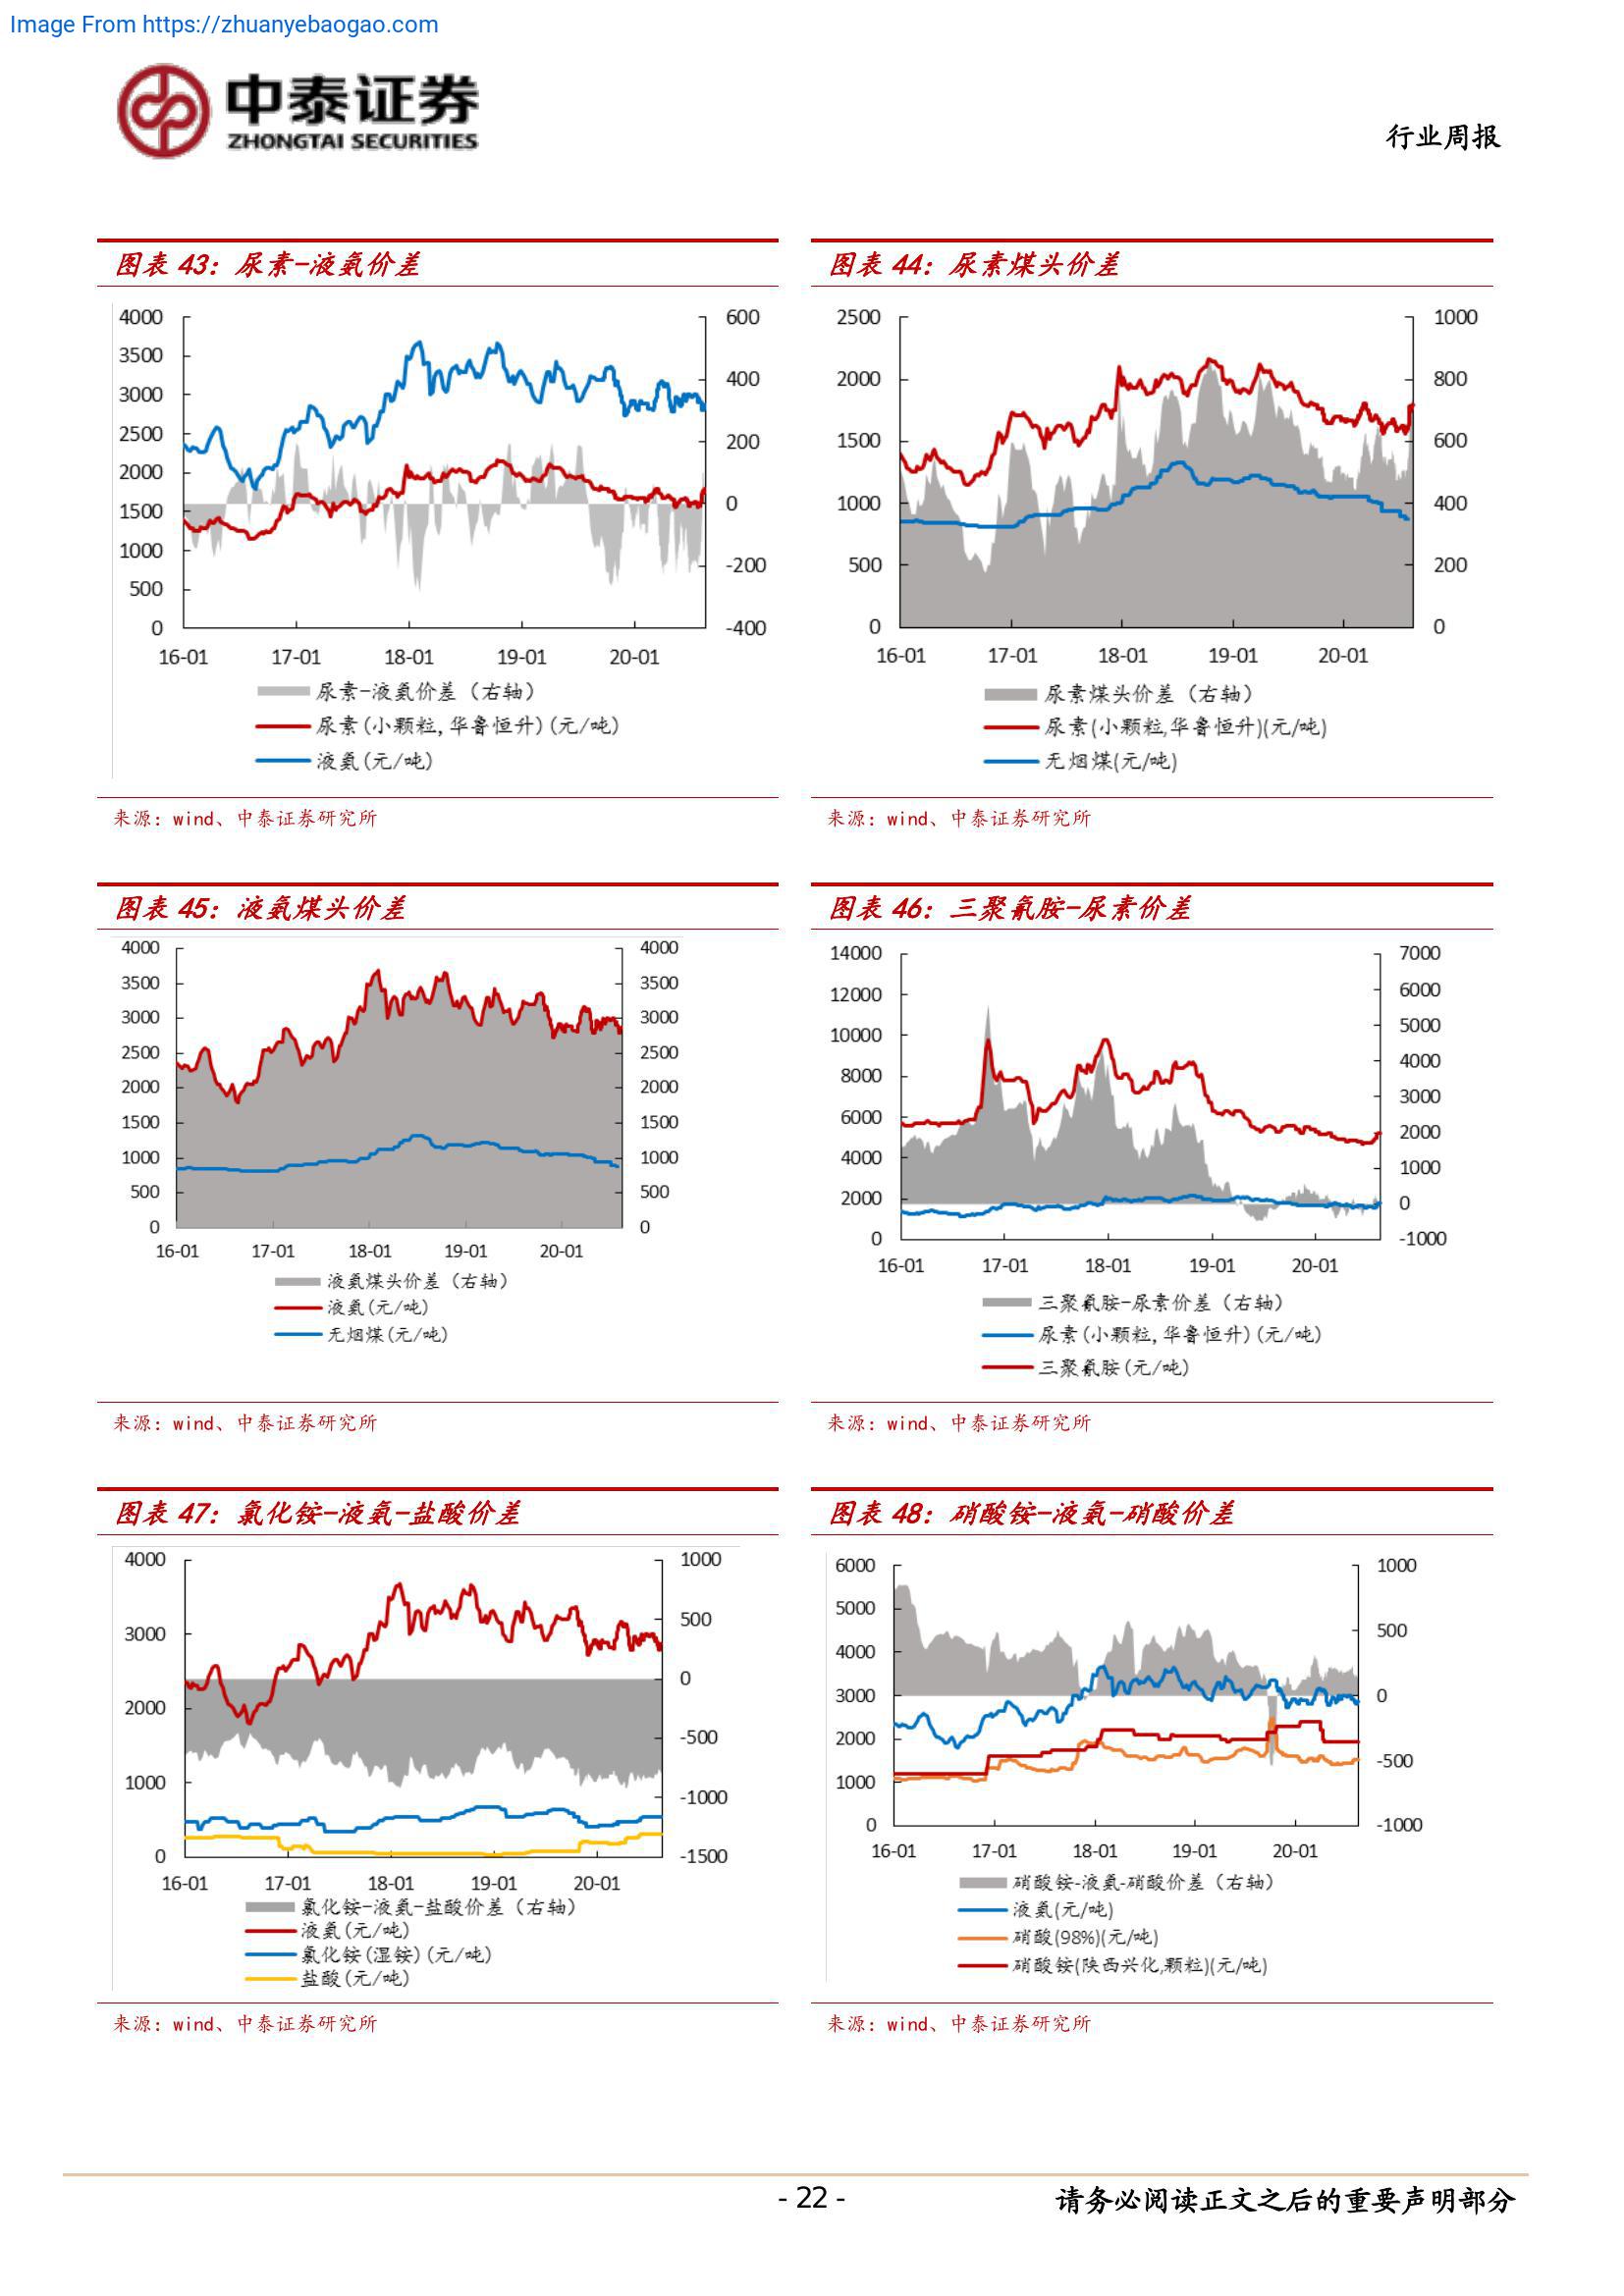 Image From https://zhuanyebaogao.com
中泰证券
ZHONGTAI SECURITIES
行业周报
图表 43：尿素-液氨价差
4000
3500
3000
2500
2000
1500
1000
500
0
600
400
200
0
-200
-400
16-01 17-01 18-01 19-01 20-01
尿素-液氨价差（右轴）
尿素(小颗粒,华鲁恒升)(元/吨)
液氨(元/吨)
来源：wind、中泰证券研究所
图表 44：尿素煤头价差
2500
2000
1500
1000
500
0
1000
800
600
400
200
0
16-01 17-01 18-01 19-01 20-01
尿素煤头价差（右轴）
尿素(小颗粒,华鲁恒升)(元/吨)
无烟煤(元/吨)
来源：wind、中泰证券研究所
图表 45：液氨煤头价差
4000
3500
3000
2500
2000
1500
1000
500
0
4000
3500
3000
2500
2000
1500
1000
500
0
16-01 17-01 18-01 19-01 20-01
液氨煤头价差（右轴）
液氨(元/吨)
无烟煤(元/吨)
来源：wind、中泰证券研究所
图表 46：三聚氰胺-尿素价差
14000
12000
10000
8000
6000
4000
2000
0
7000
6000
5000
4000
3000
2000
1000
0
-1000
16-01 17-01 18-01 19-01 20-01
三聚氰胺-尿素价差（右轴）
尿素(小颗粒,华鲁恒升)(元/吨)
三聚氰胺(元/吨)
来源：wind、中泰证券研究所
图表 47：氯化铵-液氨-盐酸价差
4000
3000
2000
1000
0
1000
500
0
-500
-1000
-1500
16-01 17-01 18-01 19-01 20-01
氯化铵-液氨-盐酸价差（右轴）
液氨(元/吨)
氯化铵(湿铵)(元/吨)
盐酸(元/吨)
来源：wind、中泰证券研究所
图表 48：硝酸铵-液氨-硝酸价差
6000
5000
4000
3000
2000
1000
0
1000
500
0
-500
-1000
16-01 17-01 18-01 19-01 20-01
硝酸铵-液氨-硝酸价差（右轴）
液氨(元/吨)
硝酸(98%)(元/吨)
硝酸铵(陕西兴化,颗粒)(元/吨)
来源：wind、中泰证券研究所
- 22 -
请务必阅读正文之后的重要声明部分